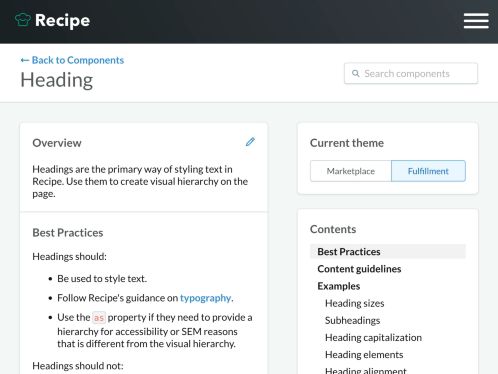 Recipe
← Back to Components
Heading
Search components
Overview
Headings are the primary way of styling text in
Recipe. Use them to create visual hierarchy on the
page.
Best Practices
Headings should:
• Be used to style text.
• Follow Recipe's guidance on typography.
• Use the as property if they need to provide a
hierarchy for accessibility or SEM reasons
that is different from the visual hierarchy.
Headings should not:
Current theme
Marketplace
Fulfillment
Contents
Best Practices
Content guidelines
Examples
Heading sizes
Subheadings
Heading capitalization
Heading elements
Heading alignment